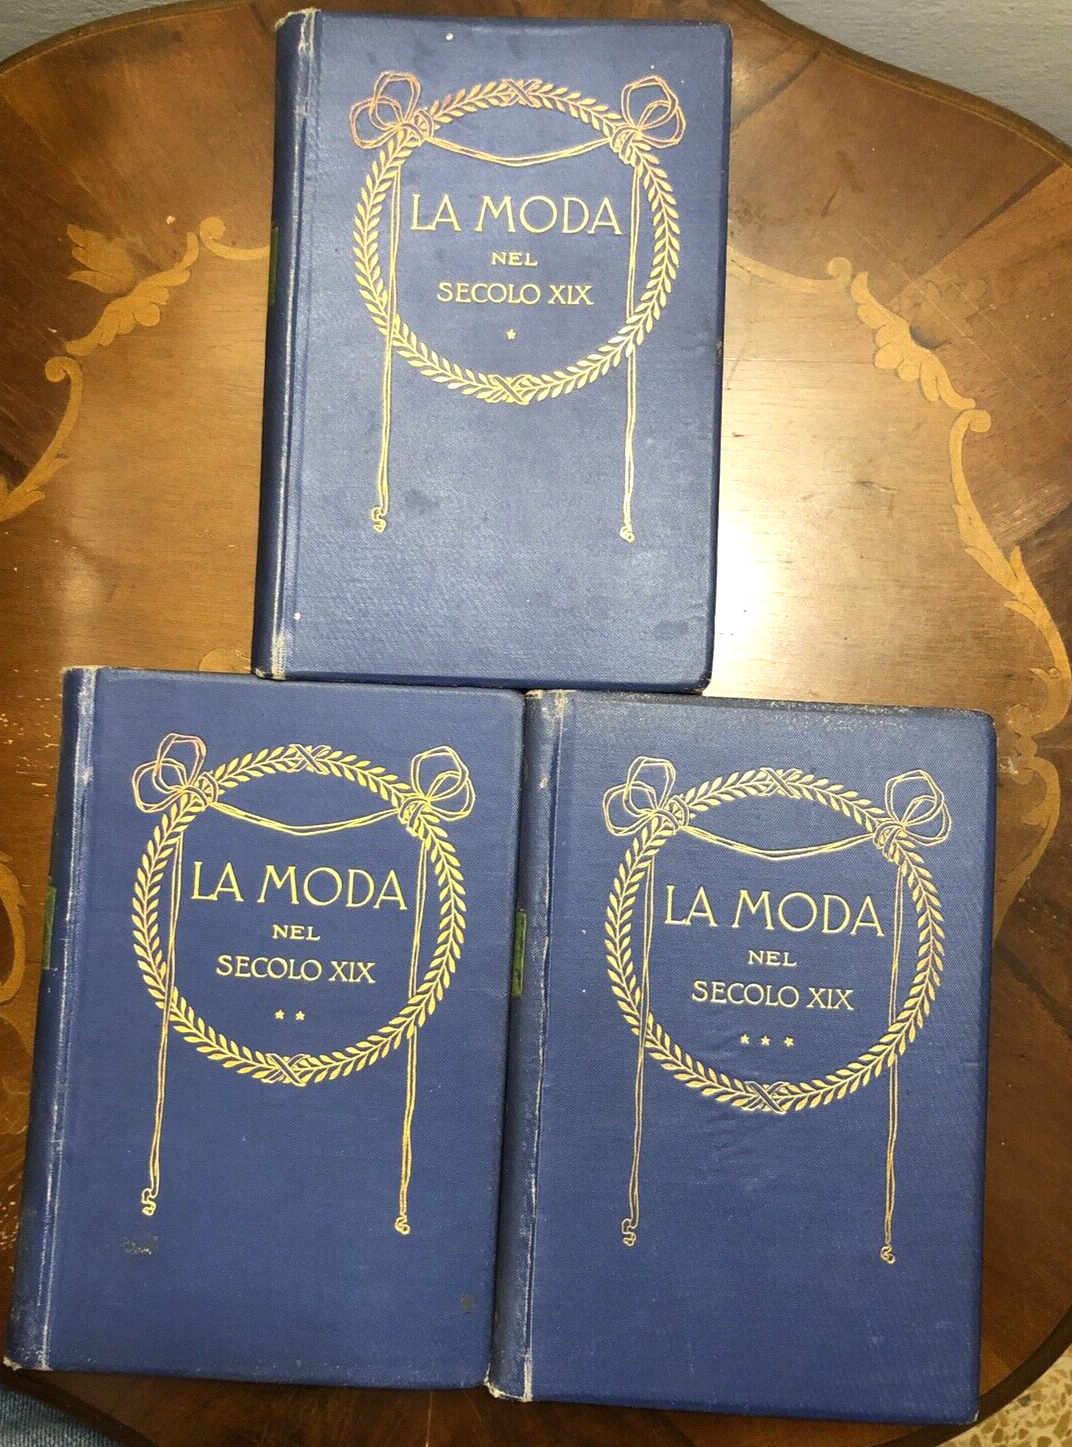 LA MODA
NEL
SECOLO XIX
*
LA MODA
NEL
SECOLO XIX
* *
LA MODA
NEL
SECOLO XIX
* * *